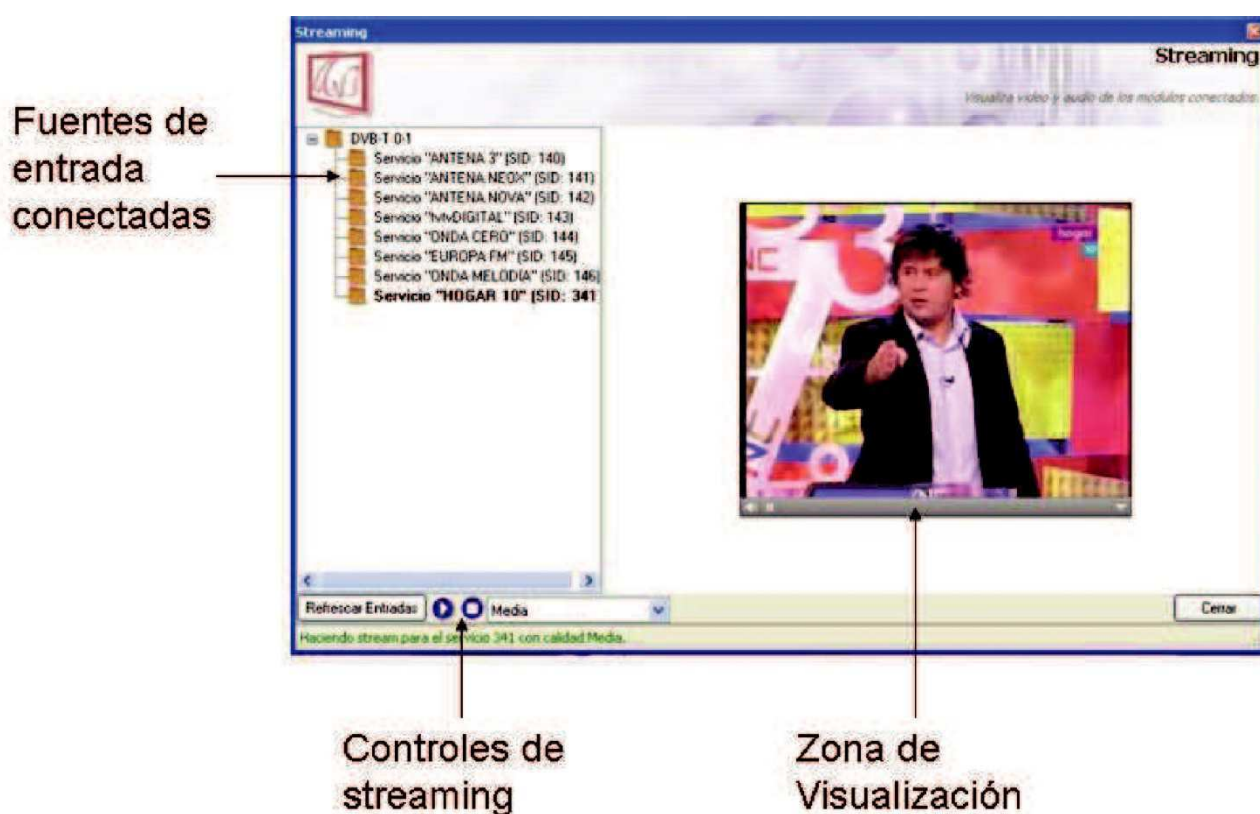 Streaming
Streaming
Visualiza video y audio de los módulos conectados
Fuentes de
entrada
conectadas
DVB-T 0-1
Servicio "ANTENA 3" (SID: 140)
Servicio "ANTENA.NEOX" (SID: 141)
Servicio "ANTENA.NOVA" (SID: 142)
Servicio "tvtvDIGITAL" (SID: 143)
Servicio "ONDA CERO" (SID: 144)
Servicio "EUROPA FM" (SID: 145)
Servicio "ONDA MELODÍA" (SID: 146)
Servicio "HOGAR 10" (SID: 341
hogar
Refrescar Entradas
Media
Cerrar
Haciendo stream para el servicio 341 con calidad Media.
Controles de
streaming
Zona de
Visualización